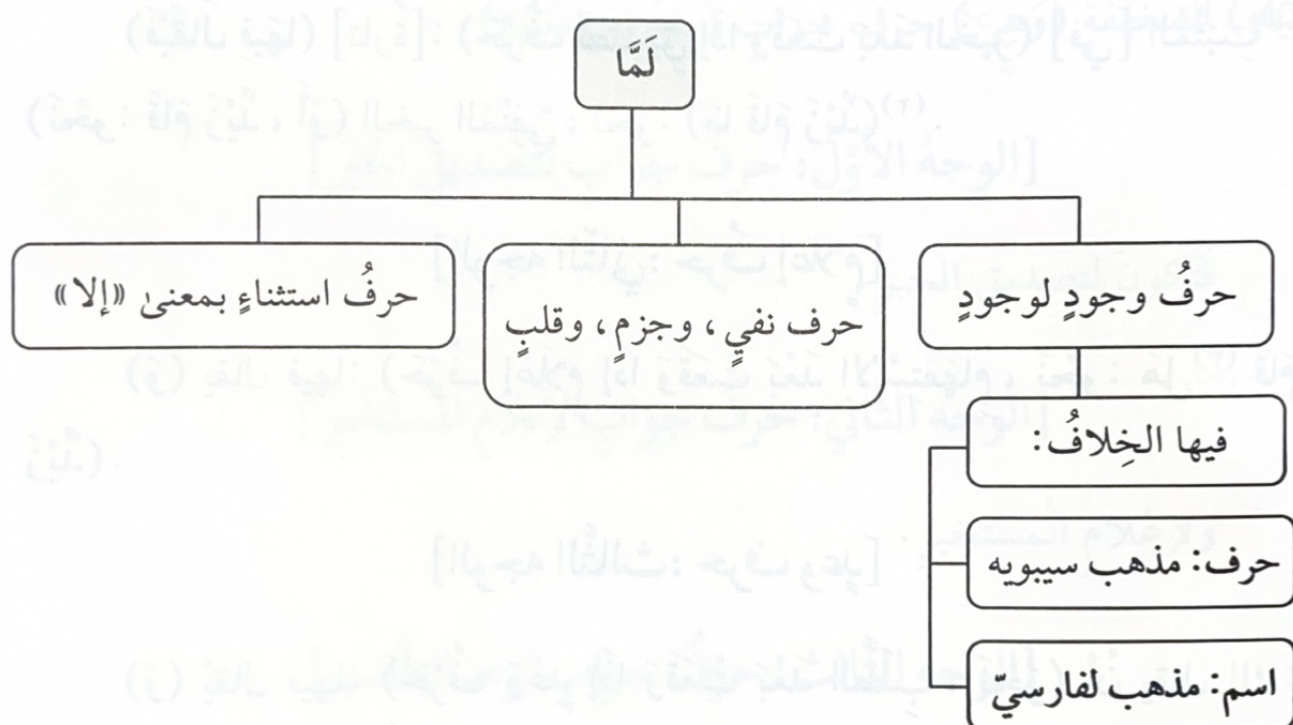 لَمَّا
حرفُ وجودٍ لوجودٍ
حرف نفيٍ، وجزمٍ، وقلبٍ
حرفُ استثناءٍ بمعنىٰ «إلا»
فيها الخِلافُ:
حرف: مذهب سيبويه
اسم: مذهب لفارسيّ